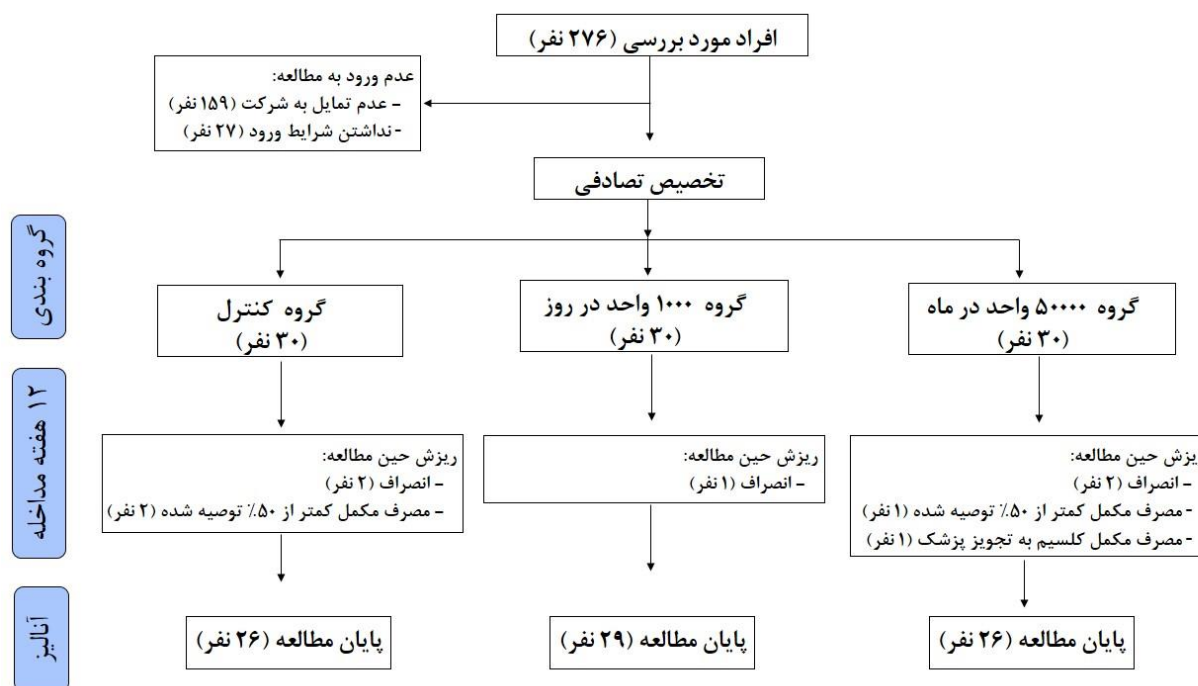 افراد مورد بررسی (۲۷۶ نفر)
عدم ورود به مطالعه:
- عدم تمایل به شرکت (۱۵۹ نفر)
-نداشتن شرایط ورود (۲۷ نفر)
تخصیص تصادفی
گروه بندی
گروه ۵۰۰۰۰ واحد در ماه
(۳۰ نفر)
گروه ۱۰۰۰ واحد در روز
(۳۰ نفر)
گروه کنترل
(۳۰ نفر)
۱۲ هفته مداخله
ریزش حین مطالعه:
- انصراف (۲ نفر)
-مصرف مکمل کمتر از ۵۰٪ توصیه شده (۱ نفر)
-مصرف مکمل کلسیم به تجویز پزشک (۱ نفر)
ریزش حین مطالعه:
- انصراف (۱ نفر)
ریزش حین مطالعه:
- انصراف (۲ نفر)
- مصرف مکمل کمتر از ۵۰٪ توصیه شده (۲ نفر)
آنالیز
پایان مطالعه (۲۶ نفر)
پایان مطالعه (۲۹ نفر)
پایان مطالعه (۲۶ نفر)